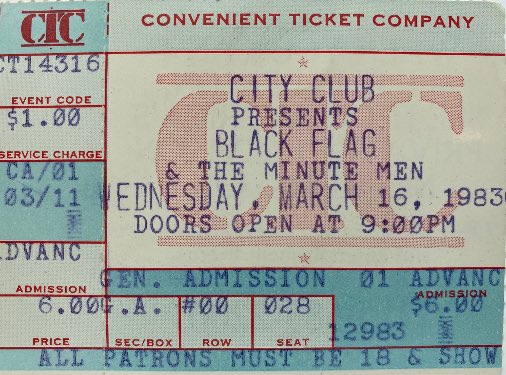 CTC CONVENIENT TICKET COMPANY
CT14316
EVENT CODE
$1.00
SERVICE CHARGE
CA/01
03/11
ADVANC
ADMISSION
6.00
PRICE
CITY CLUB
PRESENTS
BLACK FLAG
& THE MINUTE MEN
WEDNESDAY, MARCH 16, 1983
DOORS OPEN AT 9:00PM
GEN. ADMISSION 01 ADVANC
ADMISSION
G.A. #00 028 $6.00
SEC/BOX ROW SEAT
12983
ALL PATRONS MUST BE 18 & SHOW